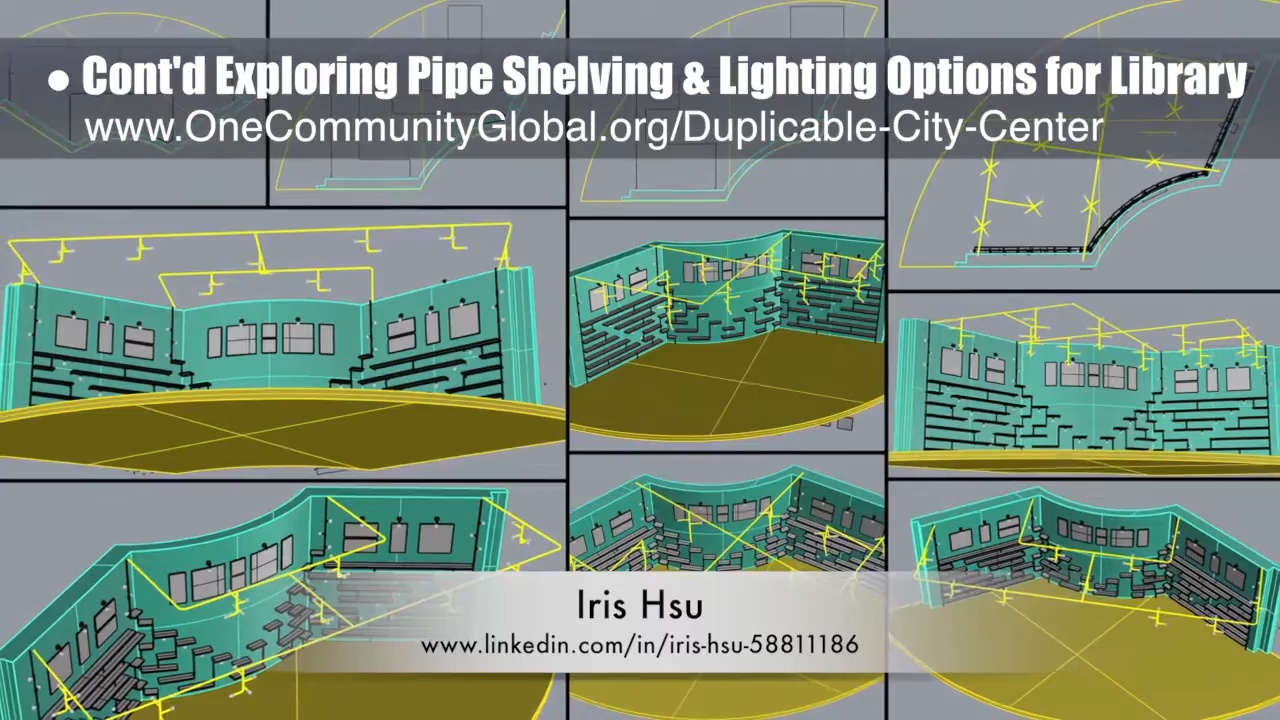 ● Cont'd Exploring Pipe Shelving & Lighting Options for Library
www.OneCommunityGlobal.org/Duplicable-City-Center
Iris Hsu
www.linkedin.com/in/iris-hsu-58811186